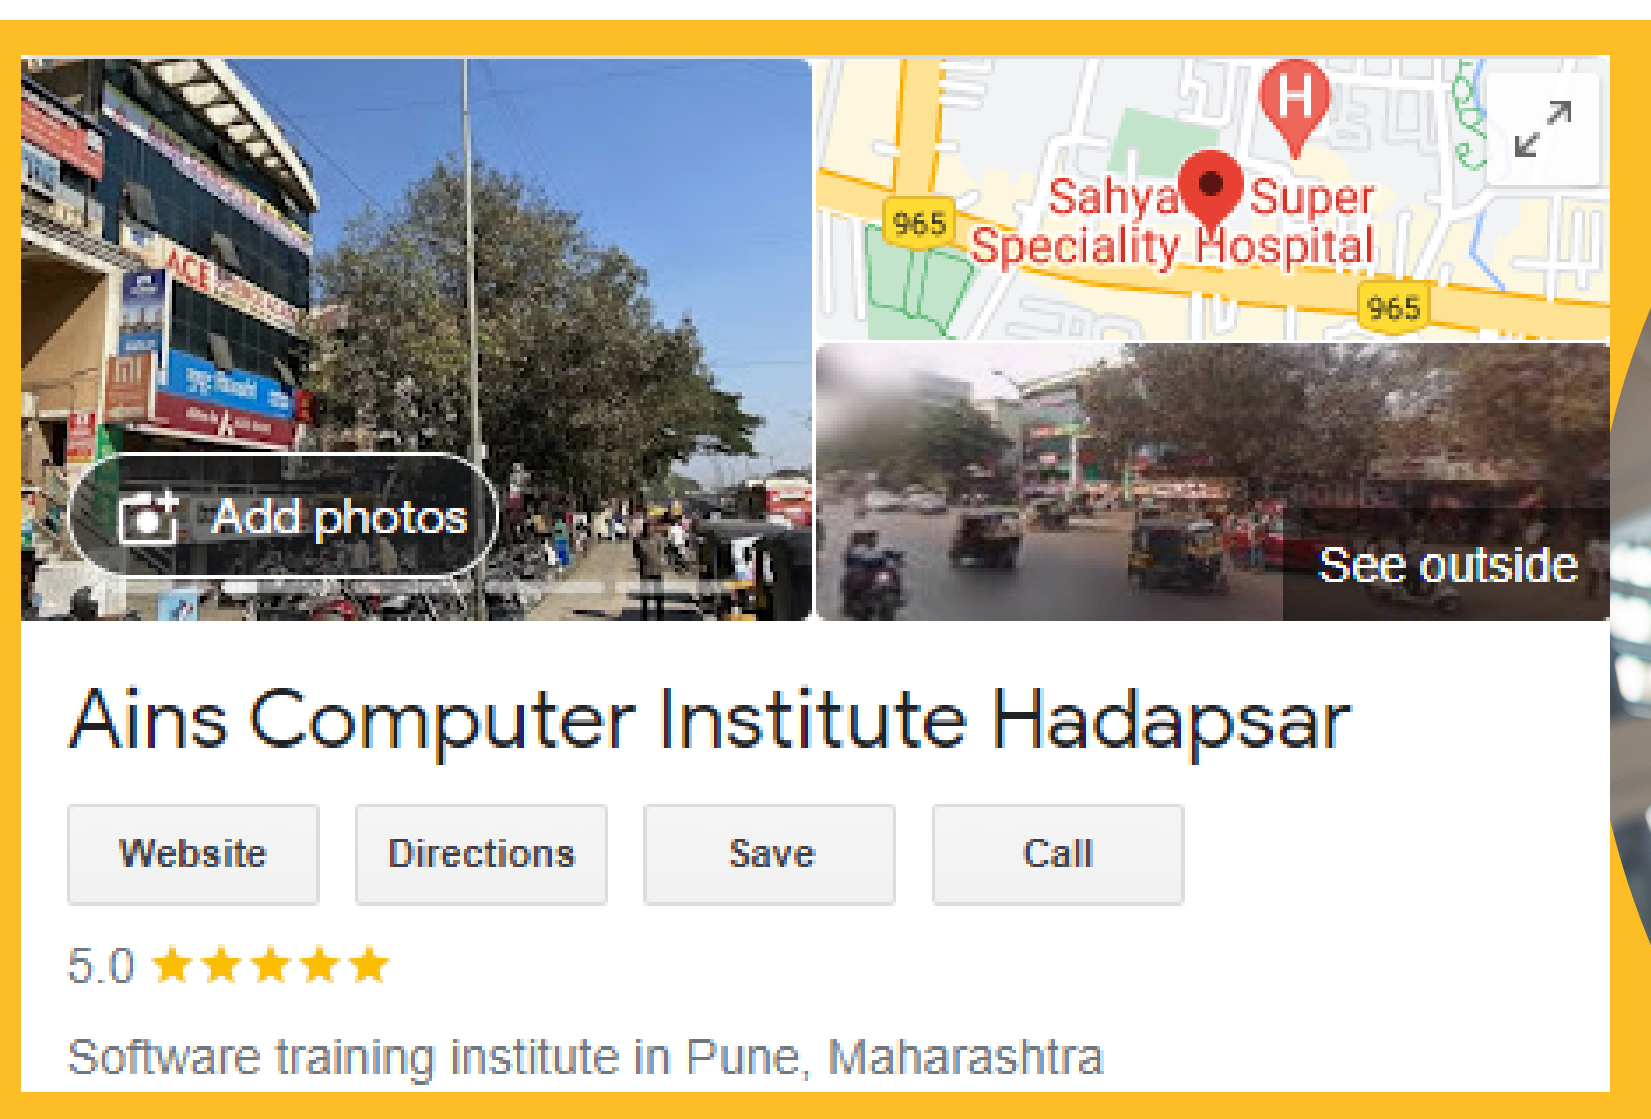 ACE
Add photos
H
Sahya Super
Speciality Hospital
965
965
See outside
Ains Computer Institute Hadapsar
Website
Directions
Save
Call
5.0
Software training institute in Pune, Maharashtra